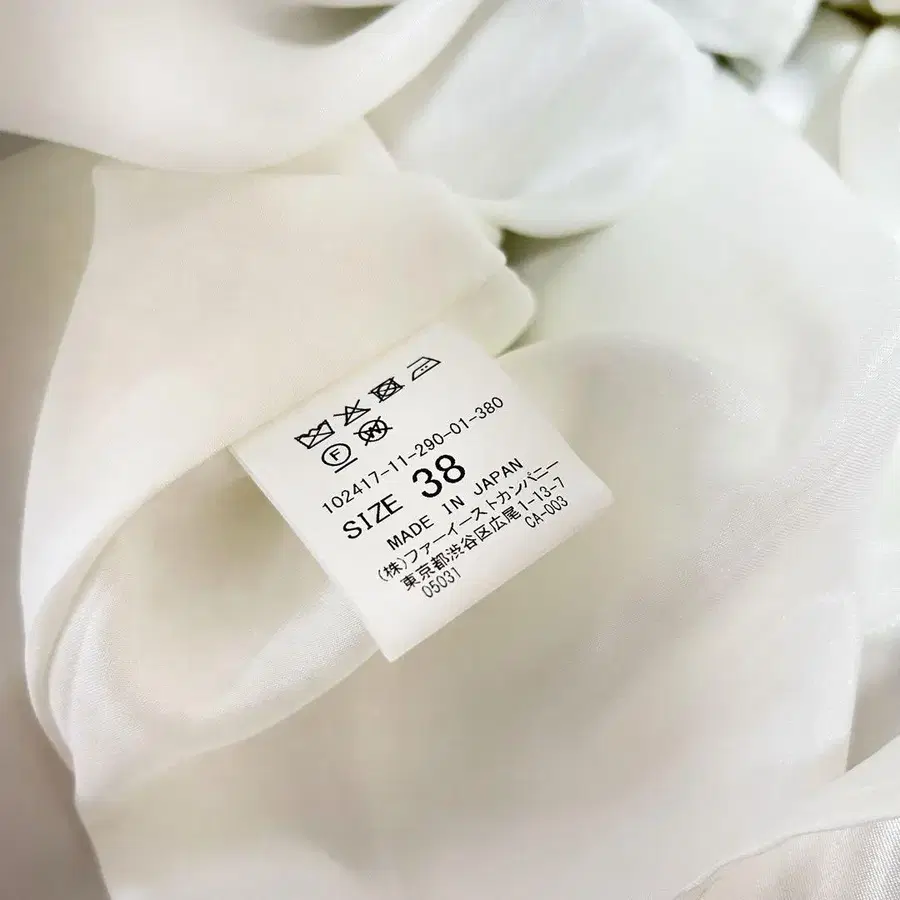 F W
102417-11-290-01-380
SIZE 38
MADE IN JAPAN
(株)ファーイーストカンパニー
東京都渋谷区広尾1-13-7
05031 CA-003